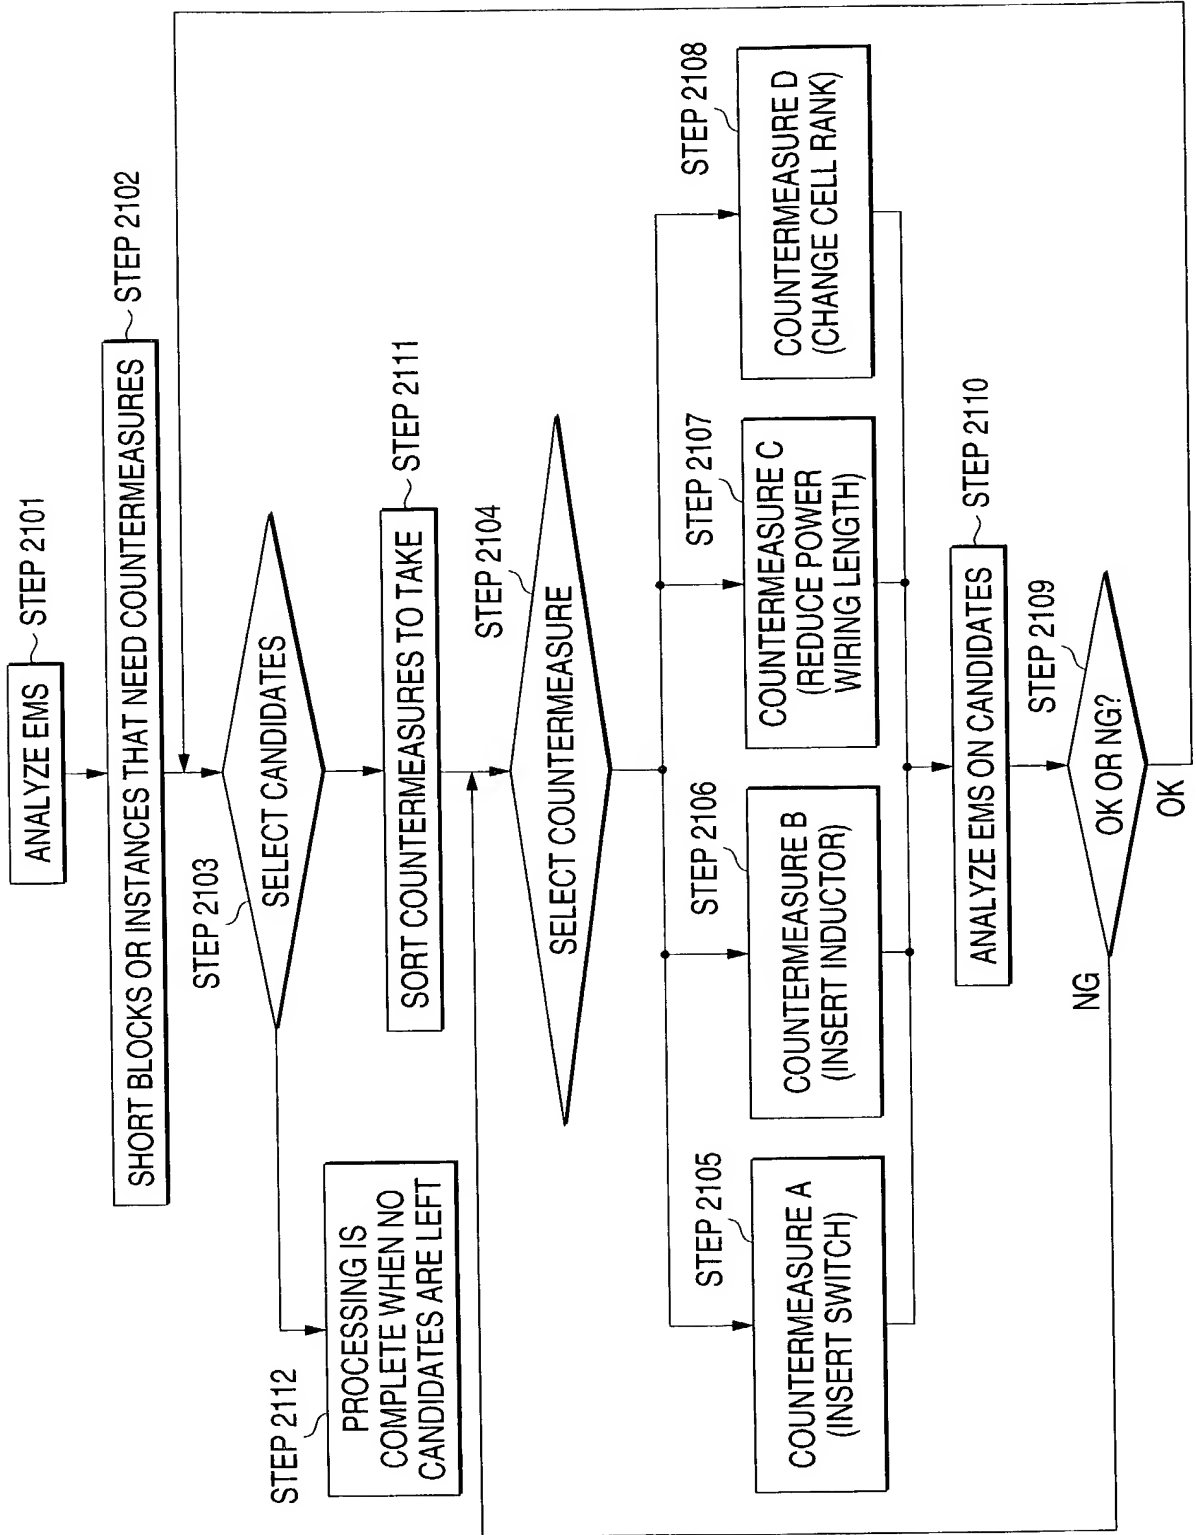 ANALYZE EMS
STEP 2101
SHORT BLOCKS OR INSTANCES THAT NEED COUNTERMEASURES
STEP 2102
STEP 2103
SELECT CANDIDATES
STEP 2112
PROCESSING IS
COMPLETE WHEN NO
CANDIDATES ARE LEFT
SORT COUNTERMEASURES TO TAKE
STEP 2111
STEP 2104
SELECT COUNTERMEASURE
STEP 2105
COUNTERMEASURE A
(INSERT SWITCH)
STEP 2106
COUNTERMEASURE B
(INSERT INDUCTOR)
STEP 2107
COUNTERMEASURE C
(REDUCE POWER
WIRING LENGTH)
STEP 2108
COUNTERMEASURE D
(CHANGE CELL RANK)
ANALYZE EMS ON CANDIDATES
STEP 2110
STEP 2109
OK OR NG?
NG
OK